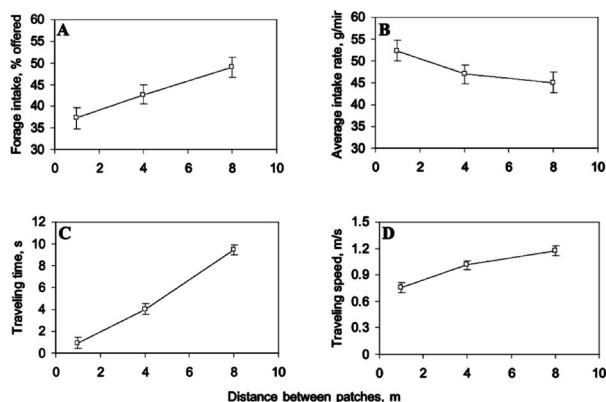 A
Forage intake, % offered
60
55
50
45
40
35
30
0 2 4 6 8 10
B
Average intake rate, g/mir
60
55
50
45
40
35
30
0 2 4 6 8 10
C
Traveling time, s
12
10
8
6
4
2
0
0 2 4 6 8 10
D
Traveling speed, m/s
1.5
1.2
0.9
0.6
0.3
0
0 2 4 6 8 10
Distance between patches, m